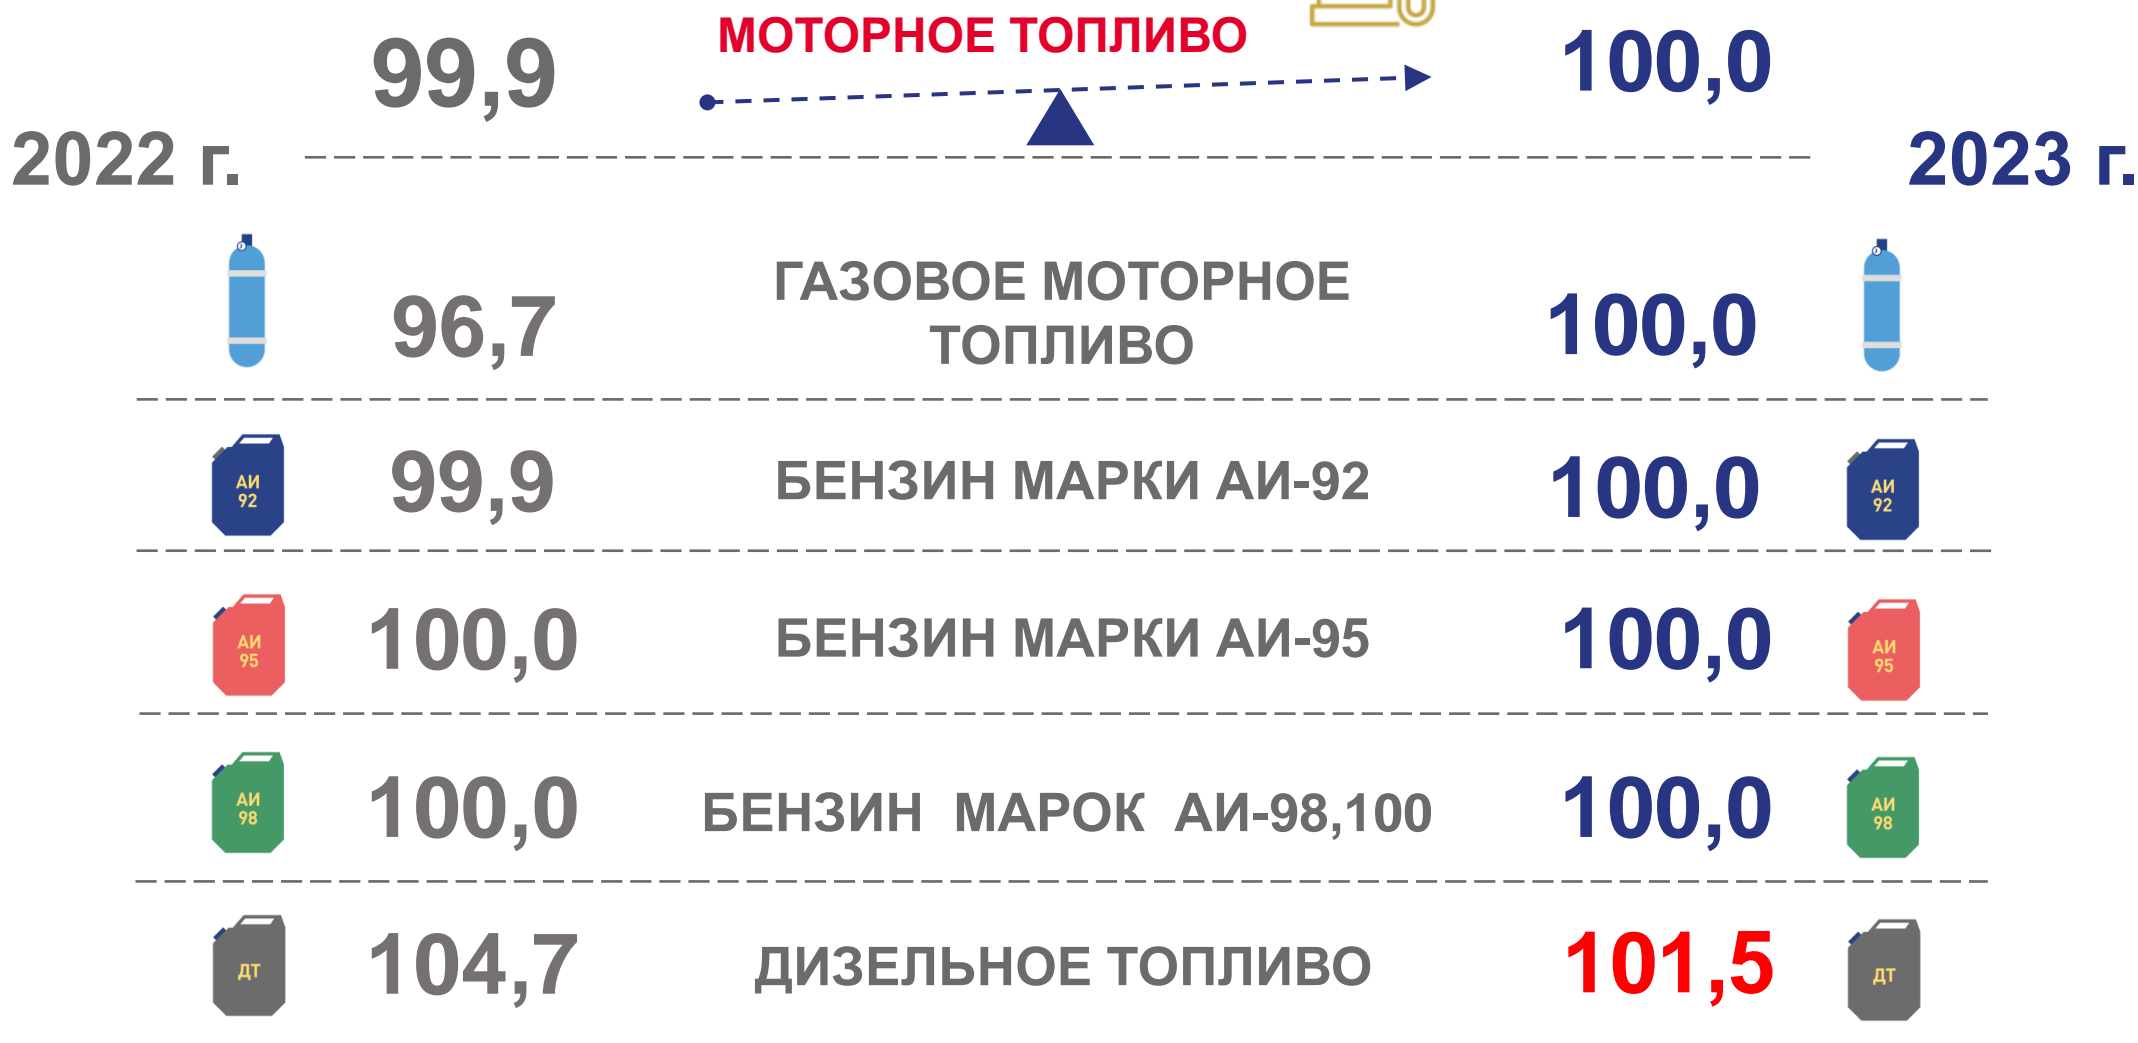 МОТОРНОЕ ТОПЛИВО
99,9
100,0
2022 г.
2023 г.
96,7
ГАЗОВОЕ МОТОРНОЕ
ТОПЛИВО
100,0
АИ
92
99,9
БЕНЗИН МАРКИ АИ-92
100,0
АИ
92
АИ
95
100,0
БЕНЗИН МАРКИ АИ-95
100,0
АИ
95
АИ
98
100,0
БЕНЗИН МАРОК АИ-98,100
100,0
АИ
98
ДТ
104,7
ДИЗЕЛЬНОЕ ТОПЛИВО
101,5
ДТ